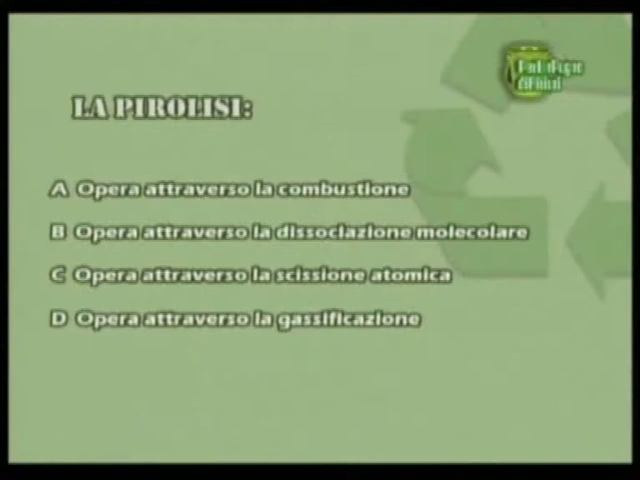 LA PIROLISI:
A Opera attraverso la combustione
B Opera attraverso la dissociazione molecolare
C Opera attraverso la scissione atomica
D Opera attraverso la gassificazione